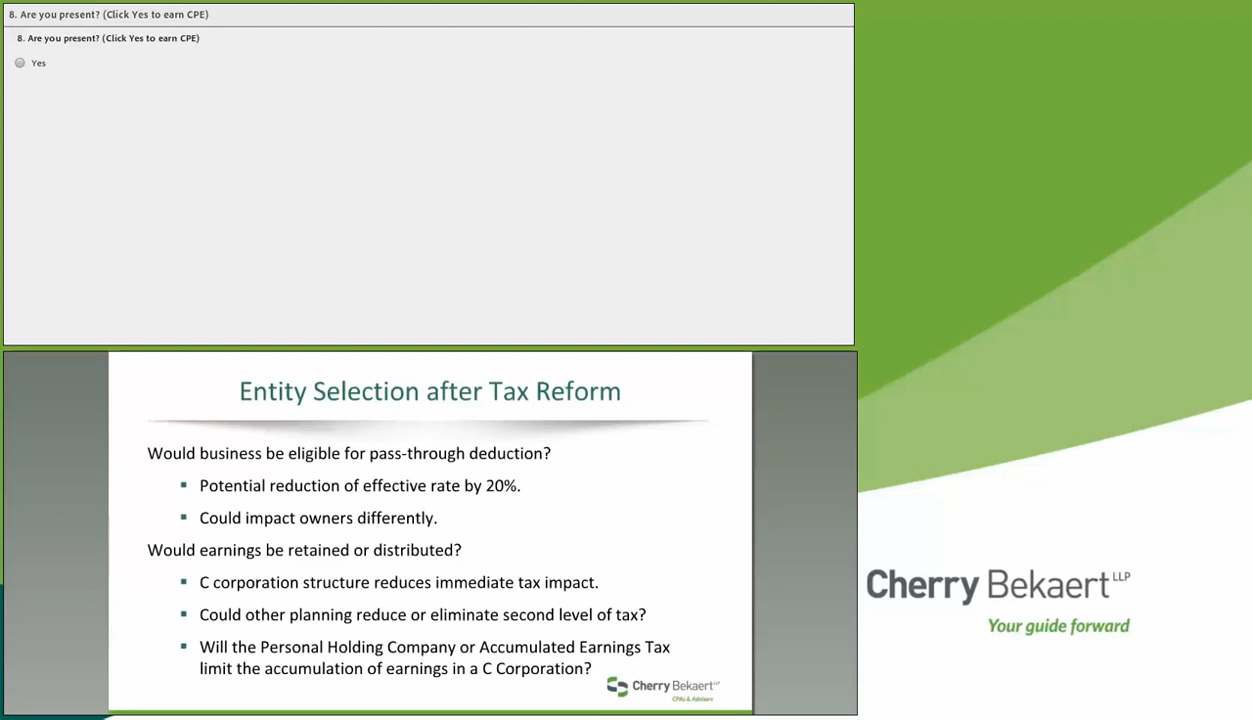 8. Are you present? (Click Yes to earn CPE)
8. Are you present? (Click Yes to earn CPE)
Yes
Entity Selection after Tax Reform
Would business be eligible for pass-through deduction?
▪ Potential reduction of effective rate by 20%.
▪ Could impact owners differently.
Would earnings be retained or distributed?
▪ C corporation structure reduces immediate tax impact.
▪ Could other planning reduce or eliminate second level of tax?
▪ Will the Personal Holding Company or Accumulated Earnings Tax
limit the accumulation of earnings in a C Corporation?
Cherry Bekaert LLP
CPAs & Advisors
Cherry Bekaert LLP
Your guide forward